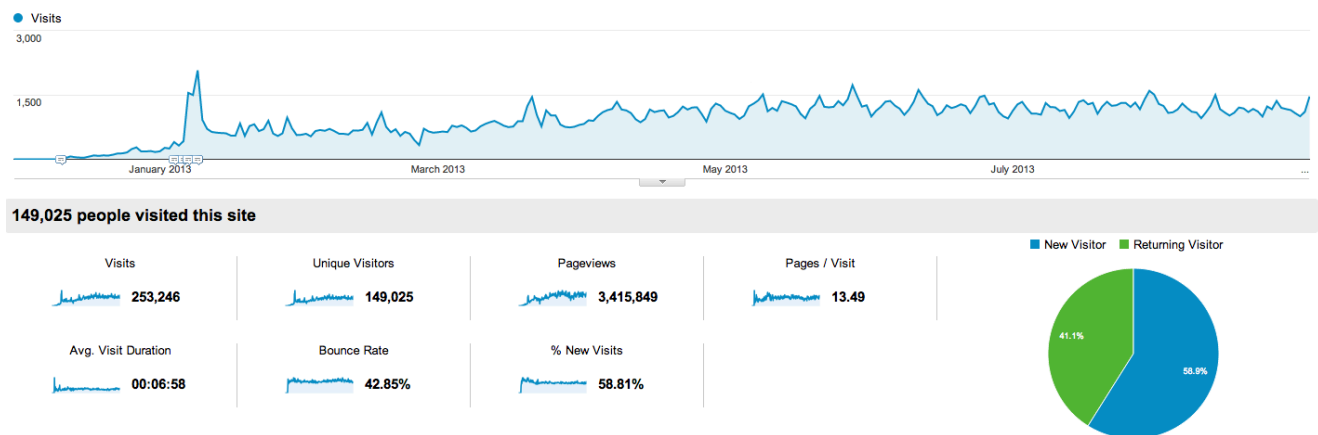 Visits
3,000
1,500
January 2013 March 2013 May 2013 July 2013 ...
149,025 people visited this site
New Visitor Returning Visitor
Visits Unique Visitors Pageviews Pages / Visit
253,246 149,025 3,415,849 13.49
Avg. Visit Duration Bounce Rate % New Visits
00:06:58 42.85% 58.81%
41.1%
58.9%